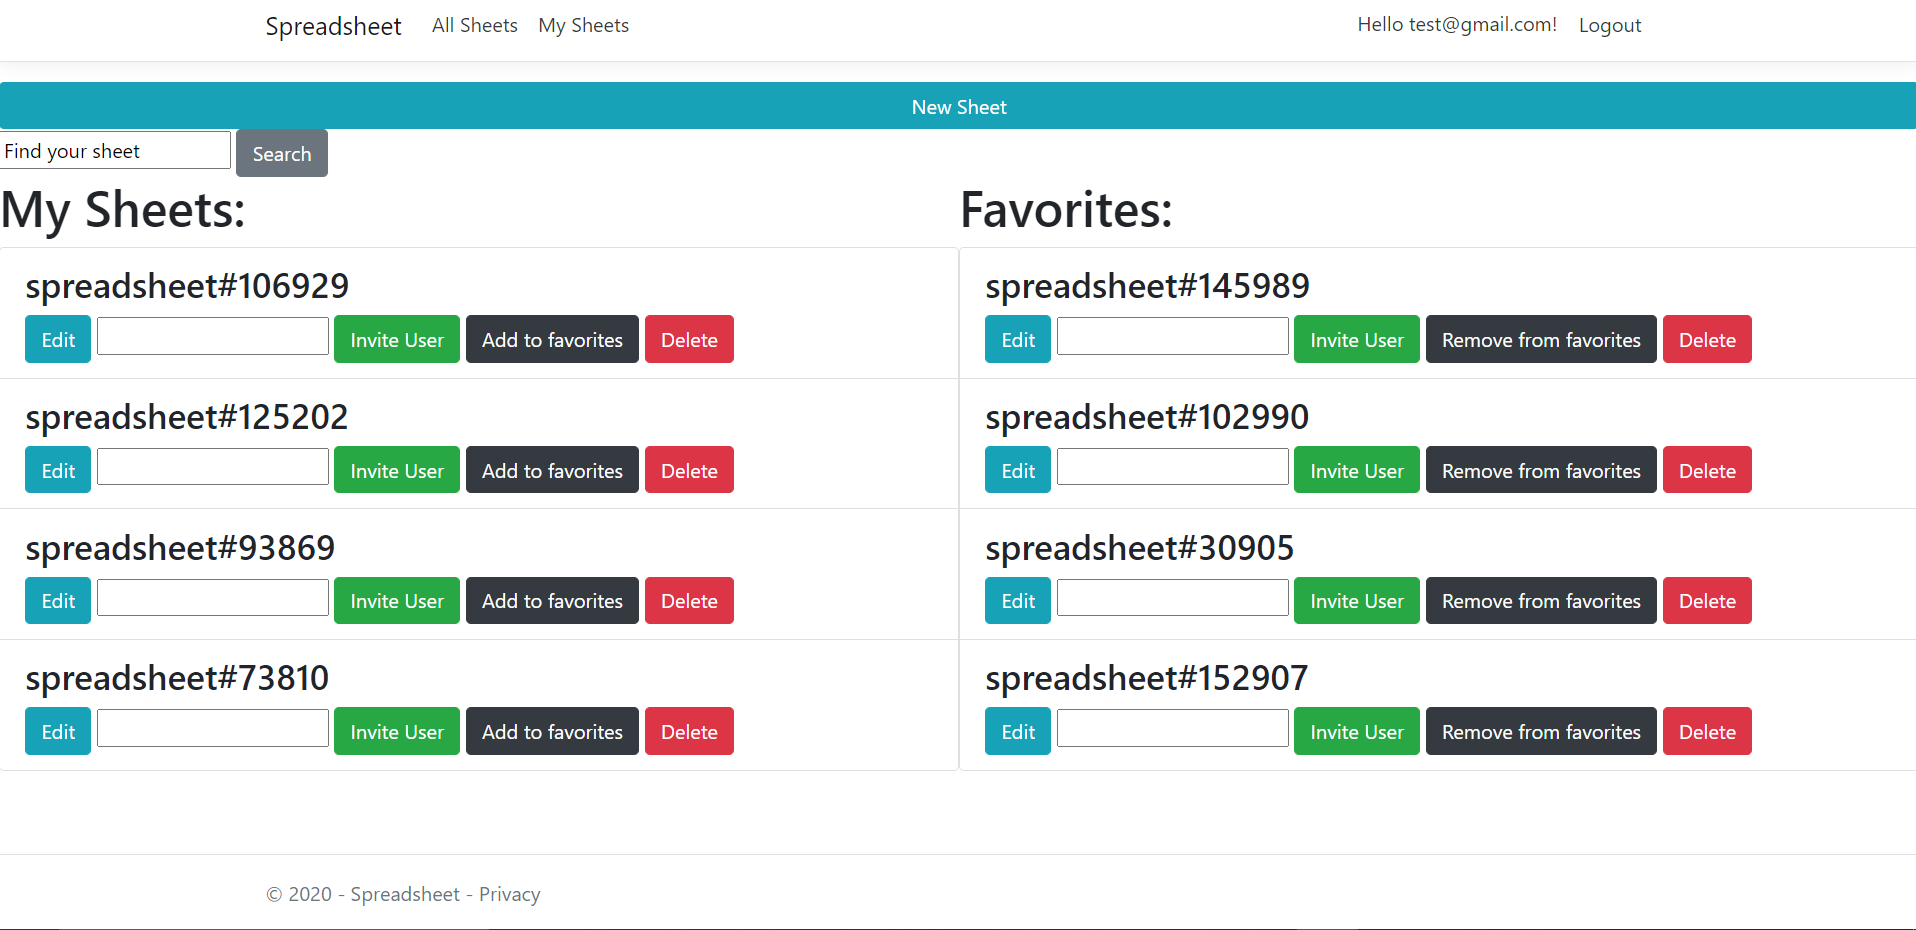 Spreadsheet All Sheets My Sheets Hello test@gmail.com! Logout
New Sheet
Find your sheet Search
My Sheets:
spreadsheet#106929
Edit Invite User Add to favorites Delete
spreadsheet#125202
Edit Invite User Add to favorites Delete
spreadsheet#93869
Edit Invite User Add to favorites Delete
spreadsheet#73810
Edit Invite User Add to favorites Delete
Favorites:
spreadsheet#145989
Edit Invite User Remove from favorites Delete
spreadsheet#102990
Edit Invite User Remove from favorites Delete
spreadsheet#30905
Edit Invite User Remove from favorites Delete
spreadsheet#152907
Edit Invite User Remove from favorites Delete
© 2020 - Spreadsheet - Privacy